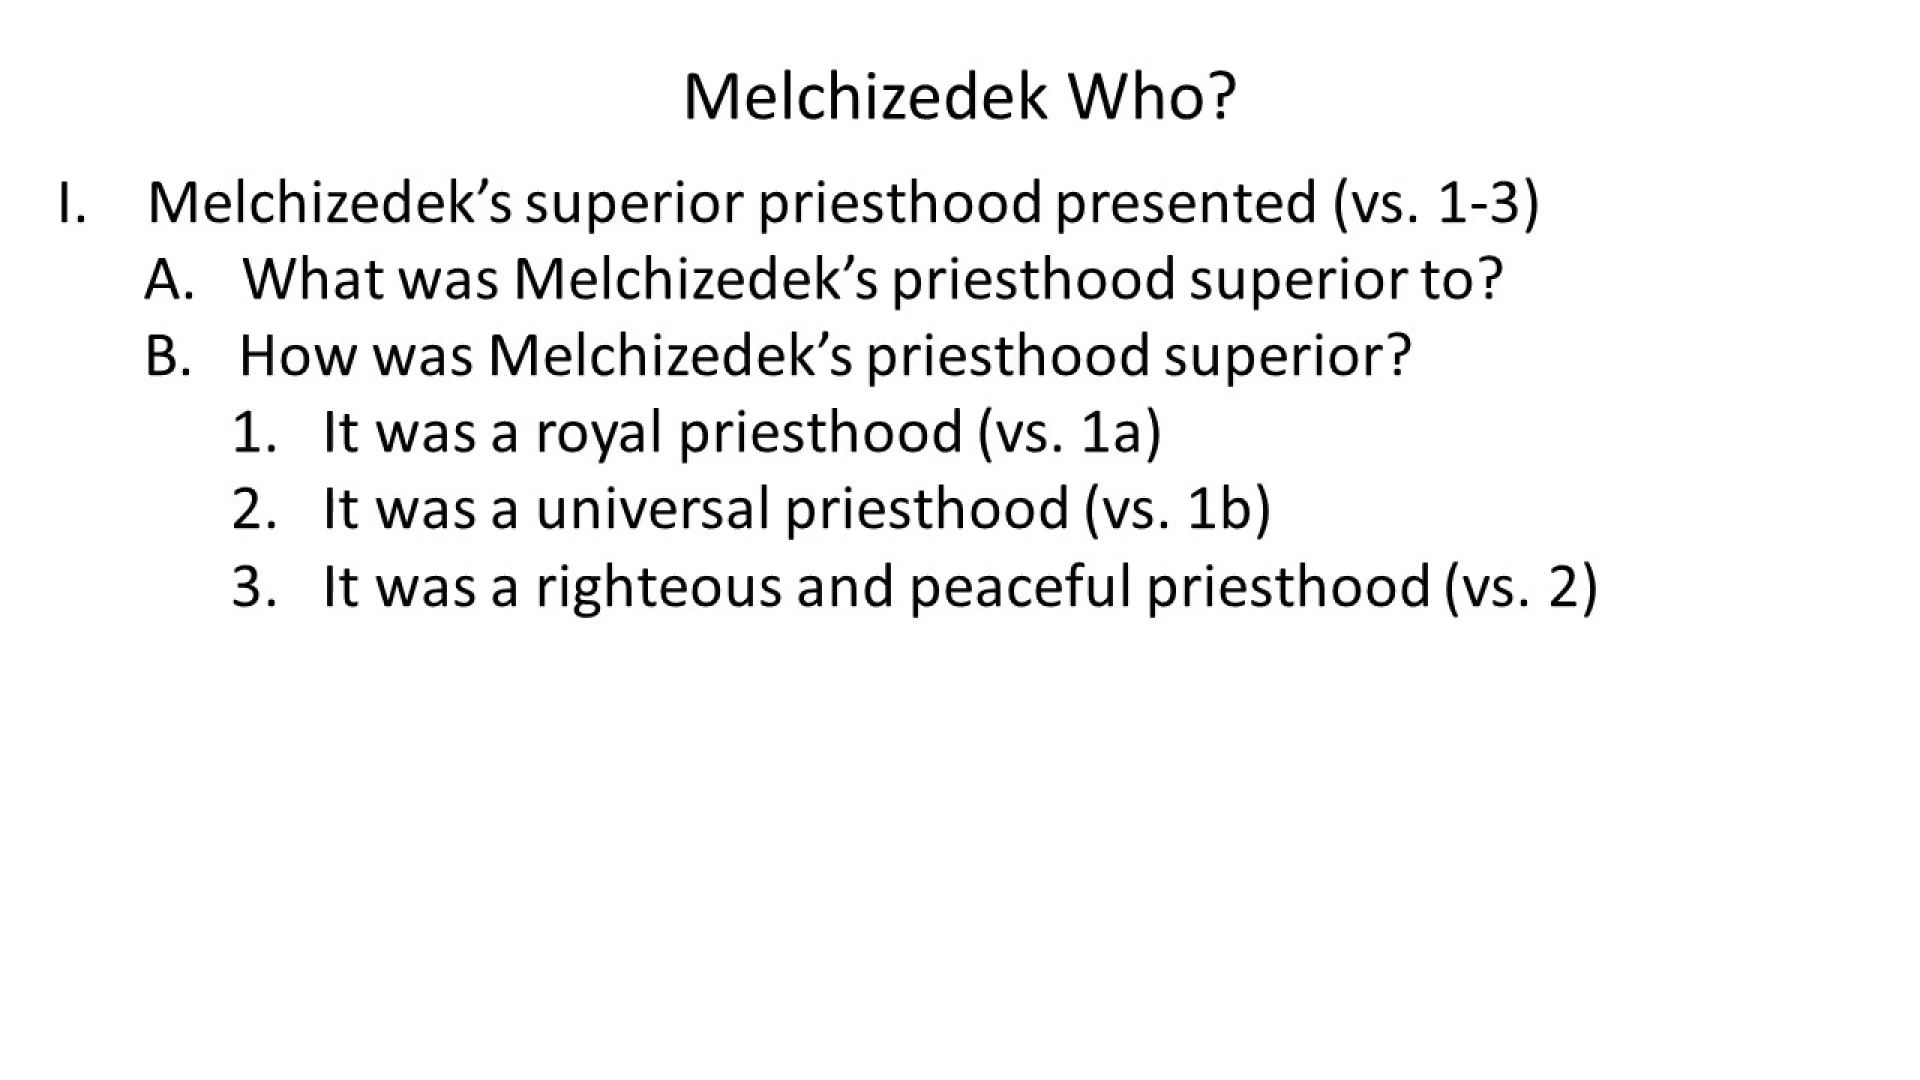 Melchizedek Who?
I. Melchizedek’s superior priesthood presented (vs. 1-3)
A. What was Melchizedek’s priesthood superior to?
B. How was Melchizedek’s priesthood superior?
1. It was a royal priesthood (vs. 1a)
2. It was a universal priesthood (vs. 1b)
3. It was a righteous and peaceful priesthood (vs. 2)